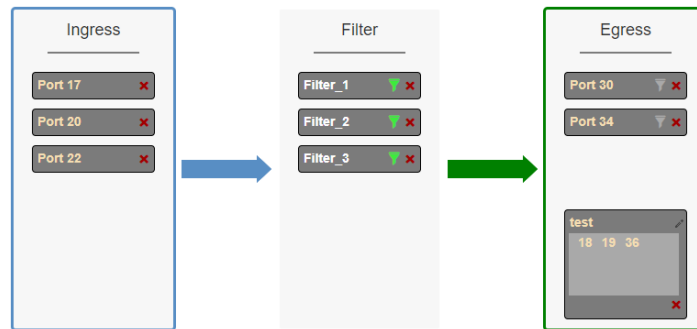 Ingress
Port 17
Port 20
Port 22
Filter
Filter_1
Filter_2
Filter_3
Egress
Port 30
Port 34
test
18 19 36